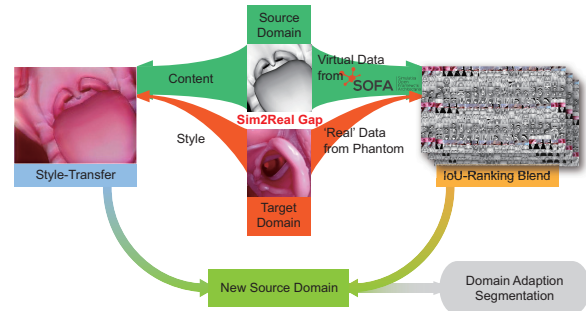 Source
Domain
Content
Virtual Data
from
SOFA
Sim2Real Gap
Style
'Real' Data
from Phantom
Style-Transfer
Target
Domain
IoU-Ranking Blend
New Source Domain
Domain Adaption
Segmentation